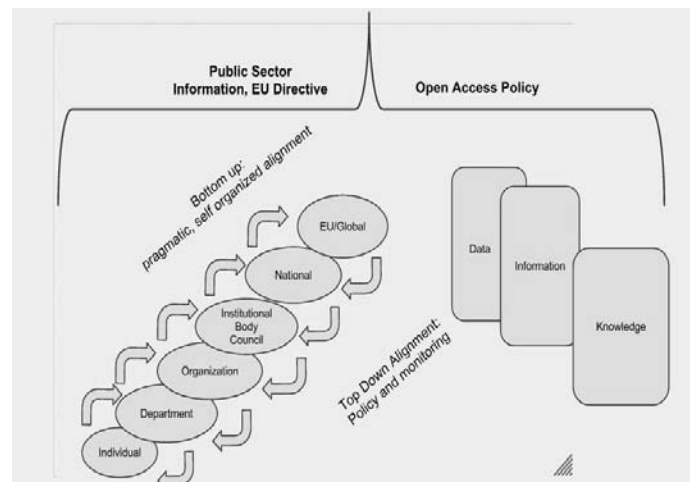 Public Sector
Information, EU Directive
Open Access Policy
Bottom up:
pragmatic, self organized alignment
EU/Global
National
Institutional
Body
Council
Organization
Department
Individual
Data
Information
Knowledge
Top Down Alignment:
Policy and monitoring